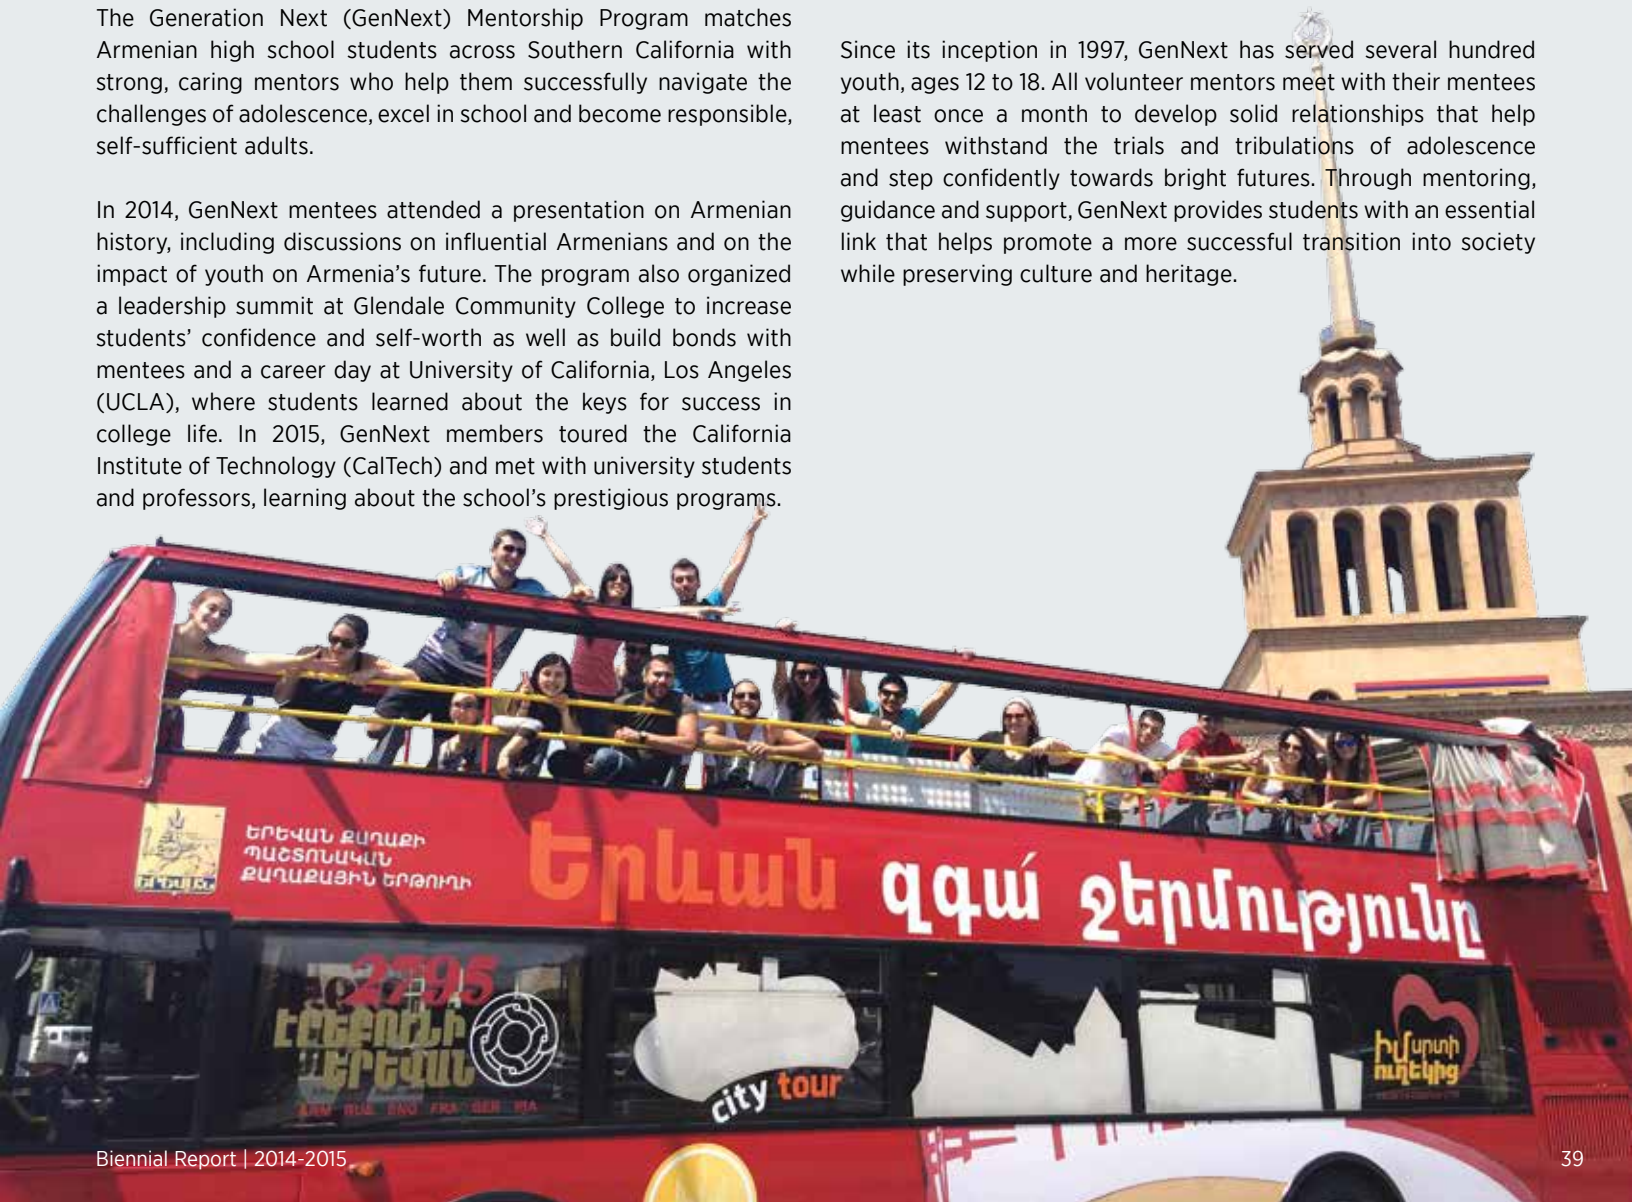 The Generation Next (GenNext) Mentorship Program matches
Armenian high school students across Southern California with
strong, caring mentors who help them successfully navigate the
challenges of adolescence, excel in school and become responsible,
self-sufficient adults.
In 2014, GenNext mentees attended a presentation on Armenian
history, including discussions on influential Armenians and on the
impact of youth on Armenia’s future. The program also organized
a leadership summit at Glendale Community College to increase
students’ confidence and self-worth as well as build bonds with
mentees and a career day at University of California, Los Angeles
(UCLA), where students learned about the keys for success in
college life. In 2015, GenNext members toured the California
Institute of Technology (CalTech) and met with university students
and professors, learning about the school’s prestigious programs.
Since its inception in 1997, GenNext has served several hundred
youth, ages 12 to 18. All volunteer mentors meet with their mentees
at least once a month to develop solid relationships that help
mentees withstand the trials and tribulations of adolescence
and step confidently towards bright futures. Through mentoring,
guidance and support, GenNext provides students with an essential
link that helps promote a more successful transition into society
while preserving culture and heritage.
ԵՐԵՎԱՆ
ԵՐԵՎԱՆ ՔԱՂԱՔԻ
ՊԱՇՏՈՆԱԿԱՆ
ՔԱՂԱՔԱՅԻՆ ԵՐԹՈՒՂԻ
Երևան զգա՛ ջերմությունը
2795
ԷՐԵԲՈՒՆԻ
ԵՐԵՎԱՆ
ARM RUS ENG FRA GER
city tour
իմ սրտի
ուղեկից
Biennial Report | 2014-2015
39